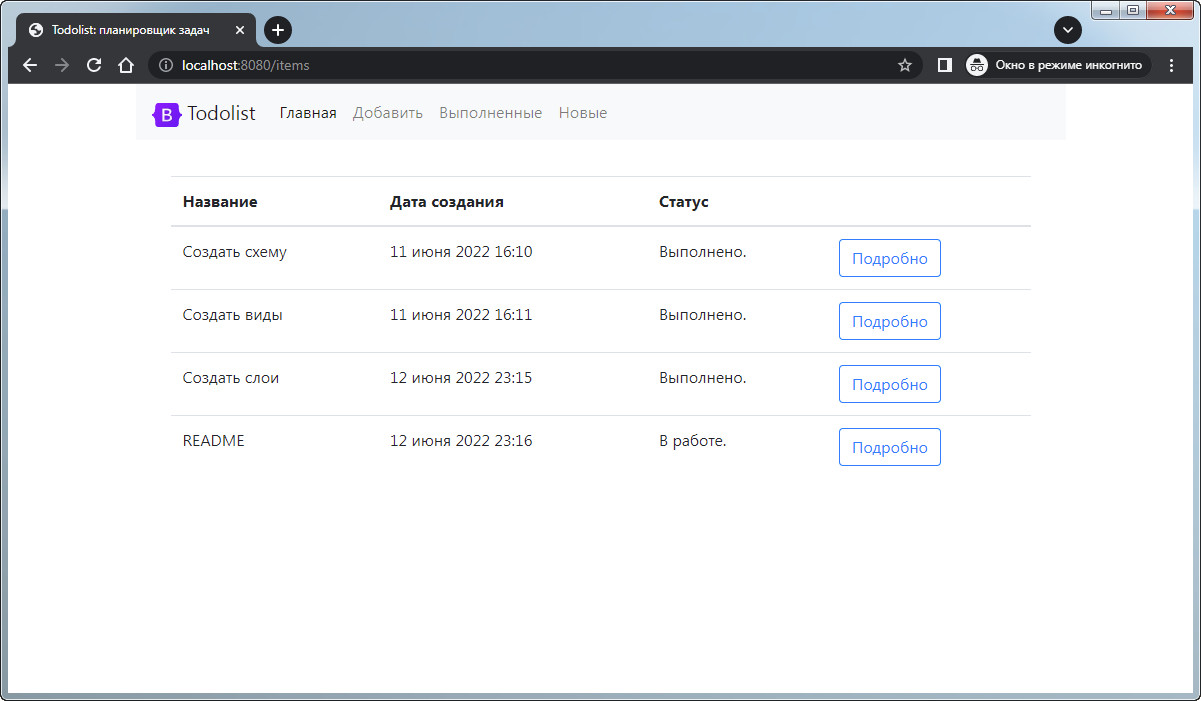 Todolist: планировщик задач
localhost:8080/items
Окно в режиме инкогнито
B Todolist Главная Добавить Выполненные Новые
Название Дата создания Статус
Создать схему 11 июня 2022 16:10 Выполнено. Подробно
Создать виды 11 июня 2022 16:11 Выполнено. Подробно
Создать слои 12 июня 2022 23:15 Выполнено. Подробно
README 12 июня 2022 23:16 В работе. Подробно